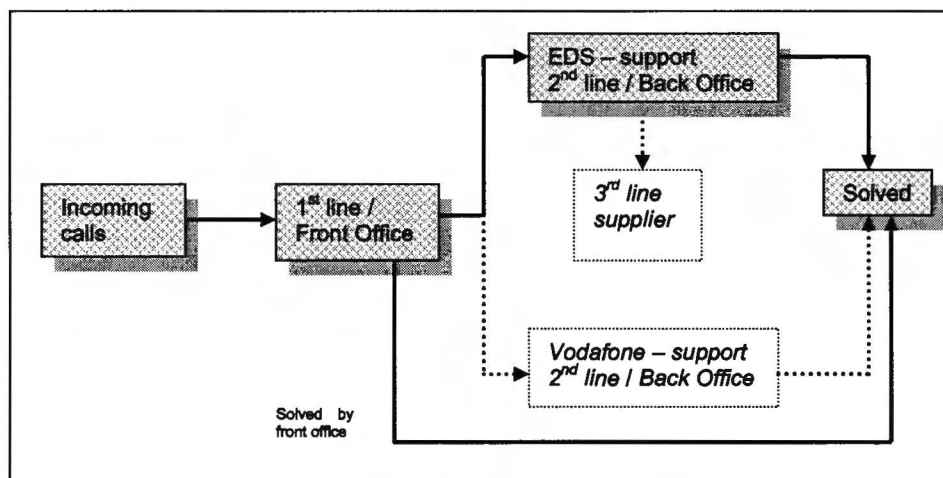 EDS – support
2nd line / Back Office
3rd line
supplier
Incoming
calls
1st line /
Front Office
Solved
Vodafone – support
2nd line / Back Office
Solved by
front office